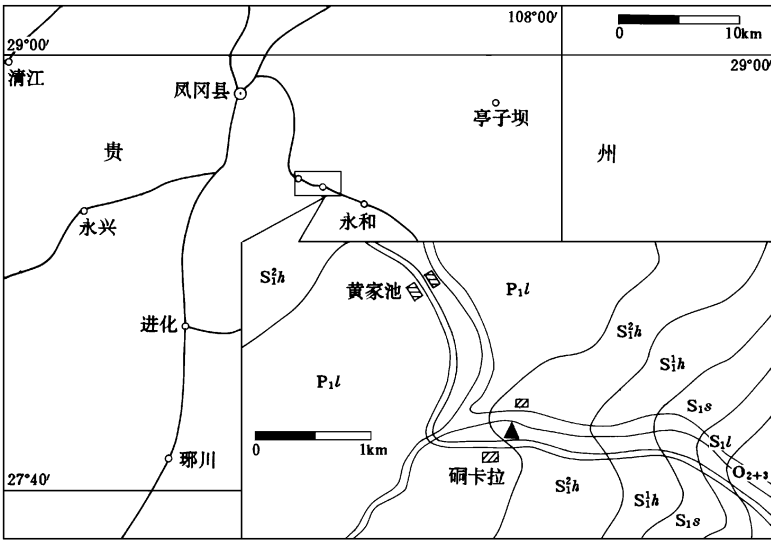 108°00′
0 10km
29°00′
29°00′
清江
凤冈县
亭子坝
贵
州
永兴
永和
S₁²h
黄家池
P₁l
S₁²h
进化
S₁¹h
P₁l
S₁s
0 1km
S₁l
琊川
硐卡拉
O₂₊₃
27°40′
S₁²h
S₁¹h
S₁s